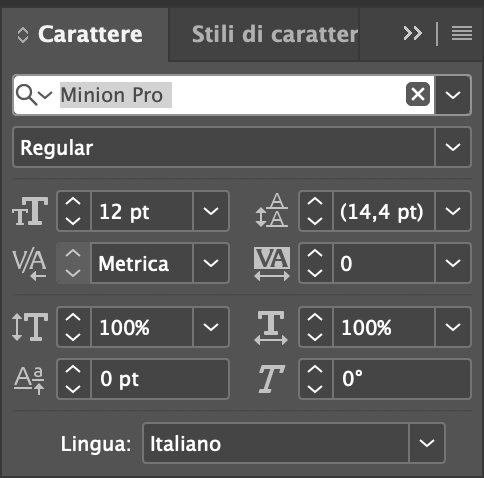 Carattere Stili di caratter
Minion Pro
Regular
12 pt (14,4 pt)
Metrica 0
100% 100%
0 pt 0°
Lingua: Italiano